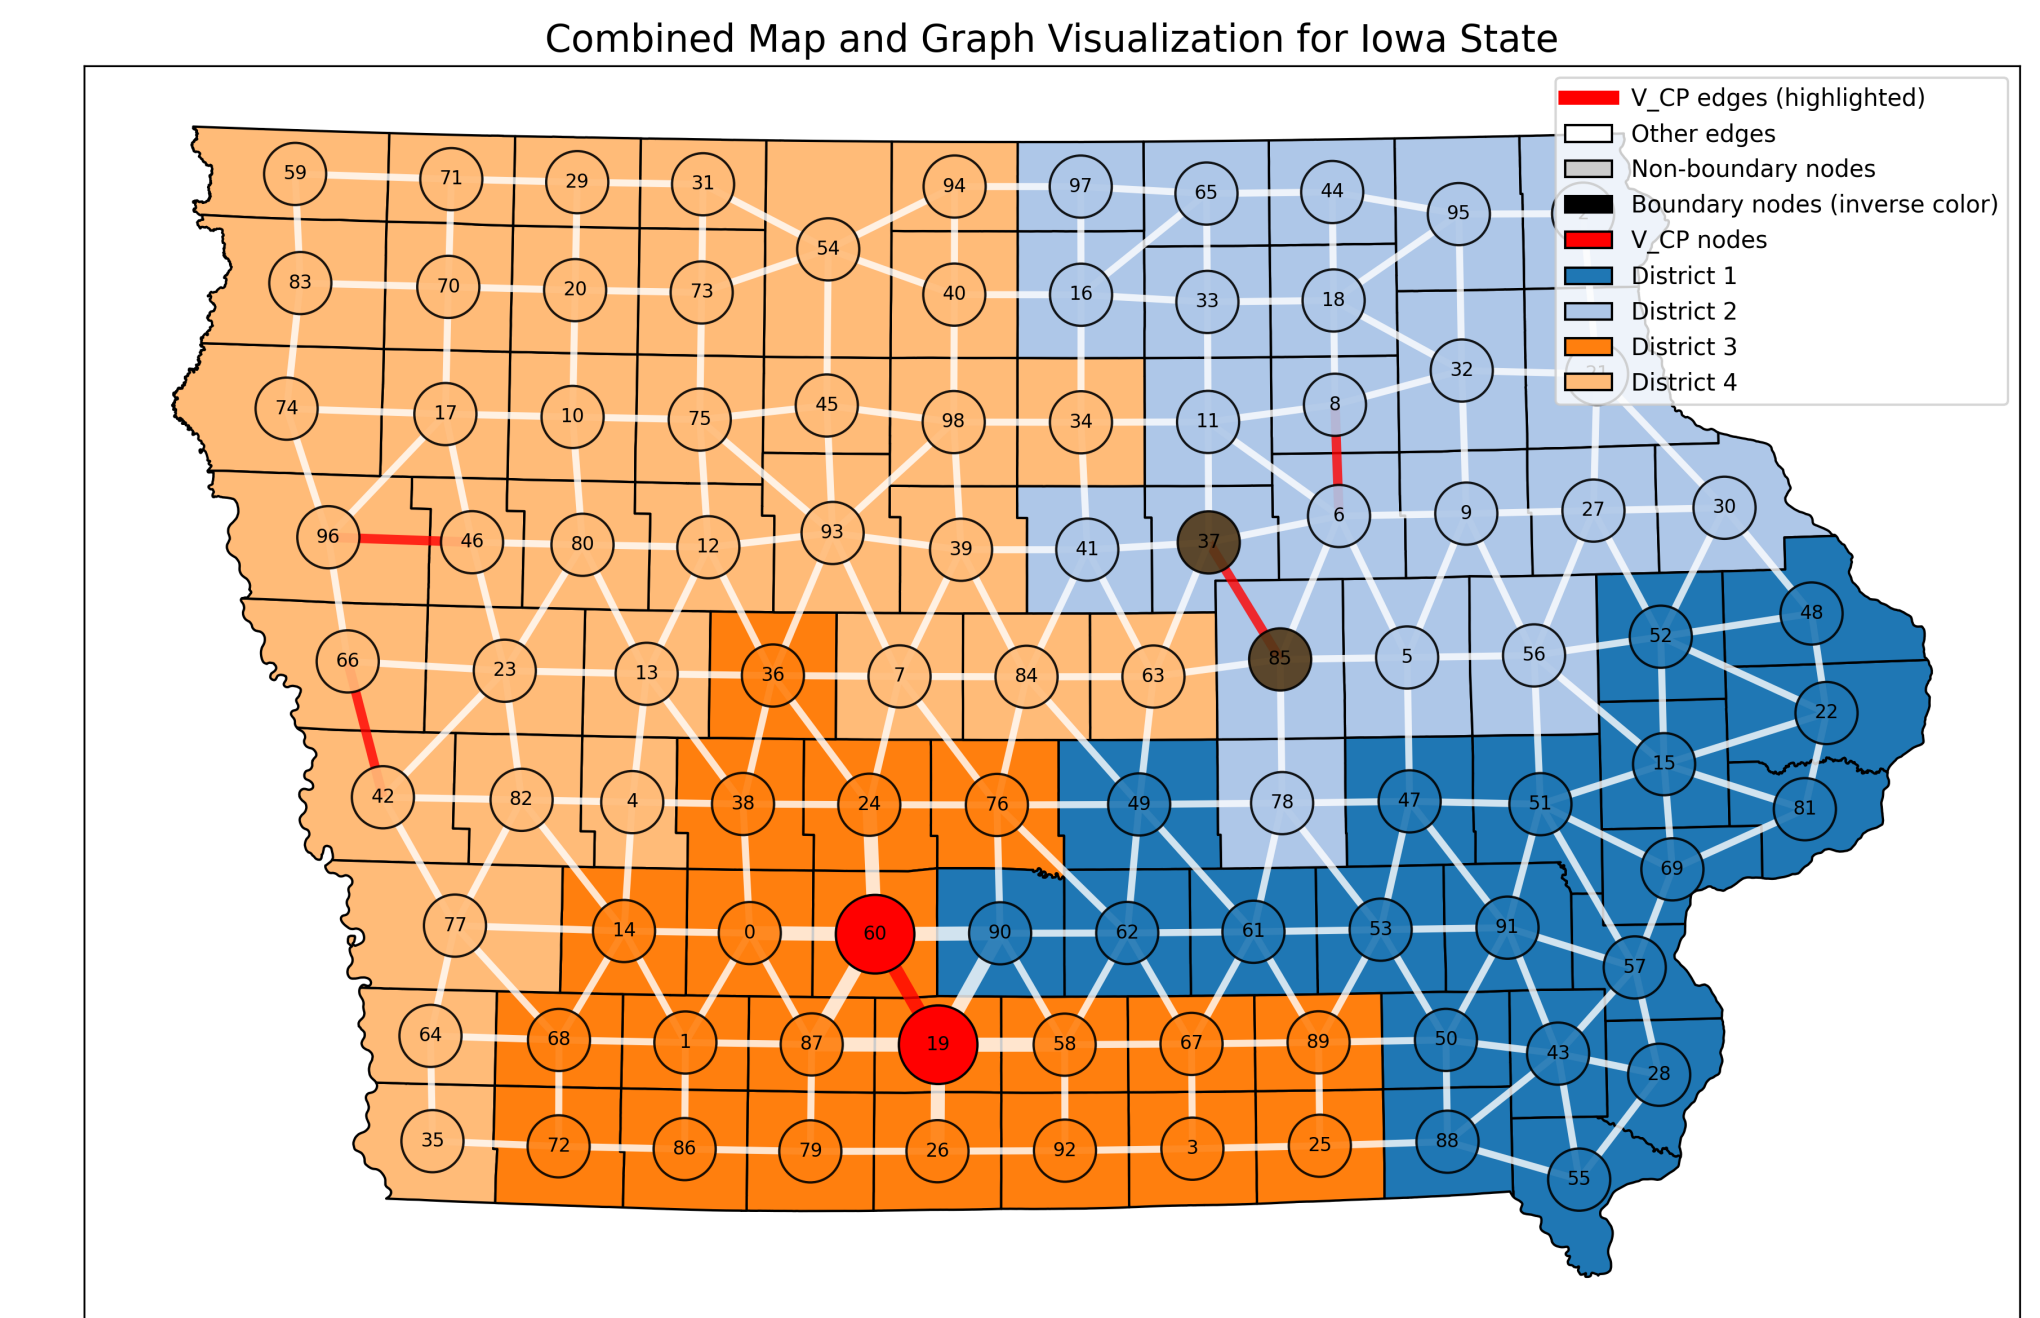 Combined Map and Graph Visualization for Iowa State
V_CP edges (highlighted)
Other edges
Non-boundary nodes
Boundary nodes (inverse color)
V_CP nodes
District 1
District 2
District 3
District 4
59 71 29 31 94 97 65 44 95 2
54
83 70 20 73 40 16 33 18
32 21
74 17 10 75 45 98 34 11 8
96 46 80 12 93 39 41 37 6 9 27 30
66 23 13 36 7 84 63 85 5 56 52 48
22
42 82 4 38 24 76 49 78 47 51 15 81
69
77 14 0 60 90 62 61 53 91 57
64 68 1 87 19 58 67 89 50 43 28
35 72 86 79 26 92 3 25 88 55